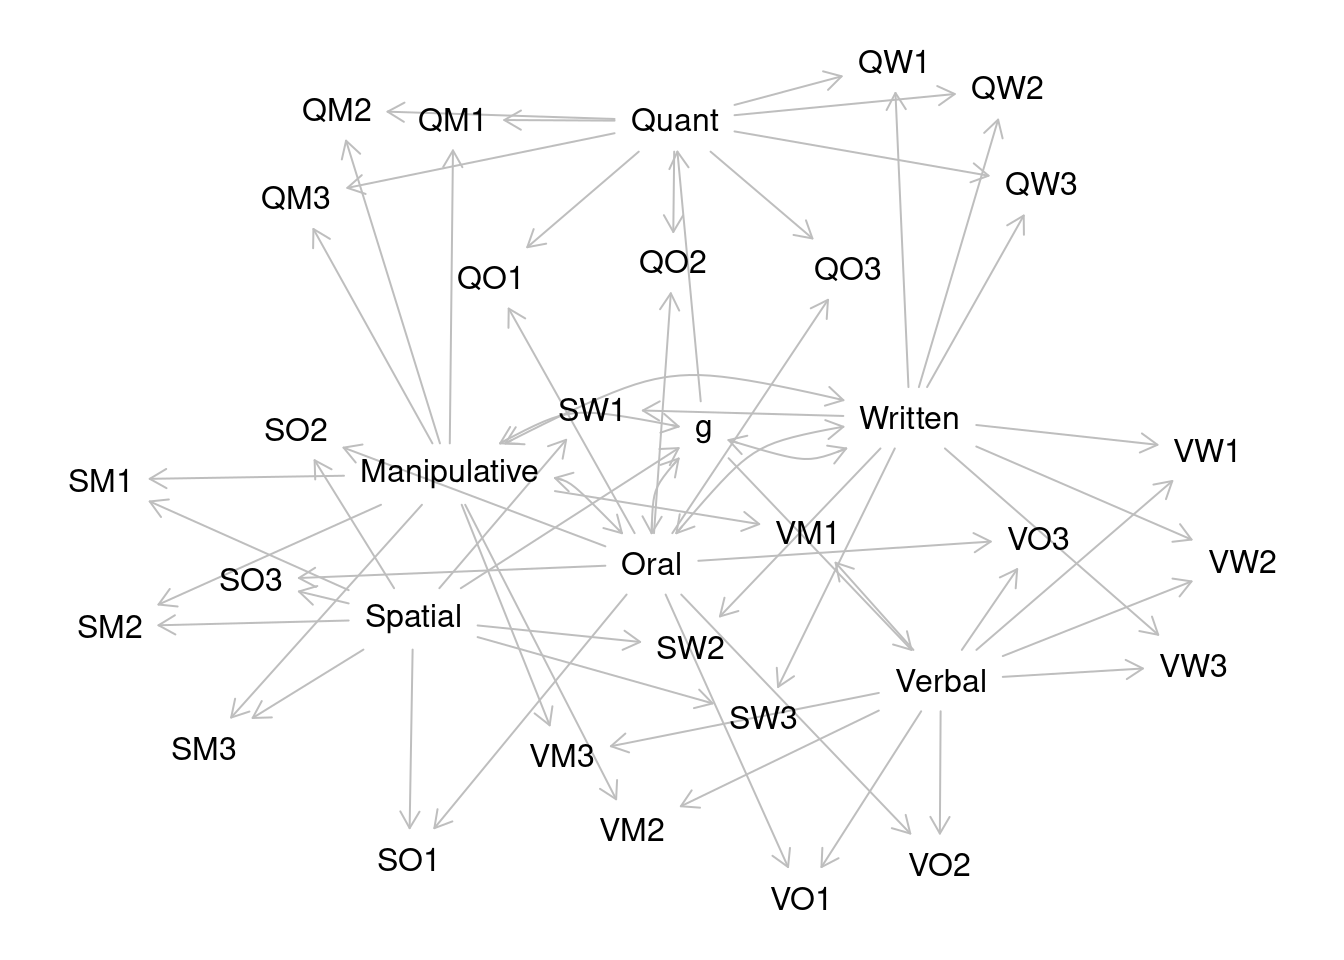 QW1
QW2
QM2
QM1
Quant
QW3
QM3
QO1
QO2
QO3
SW1
g
Written
SO2
SM1
Manipulative
VW1
VM1
VO3
SO3
Oral
VW2
SM2
Spatial
SW2
Verbal
VW3
SM3
VM3
SW3
SO1
VM2
VO1
VO2